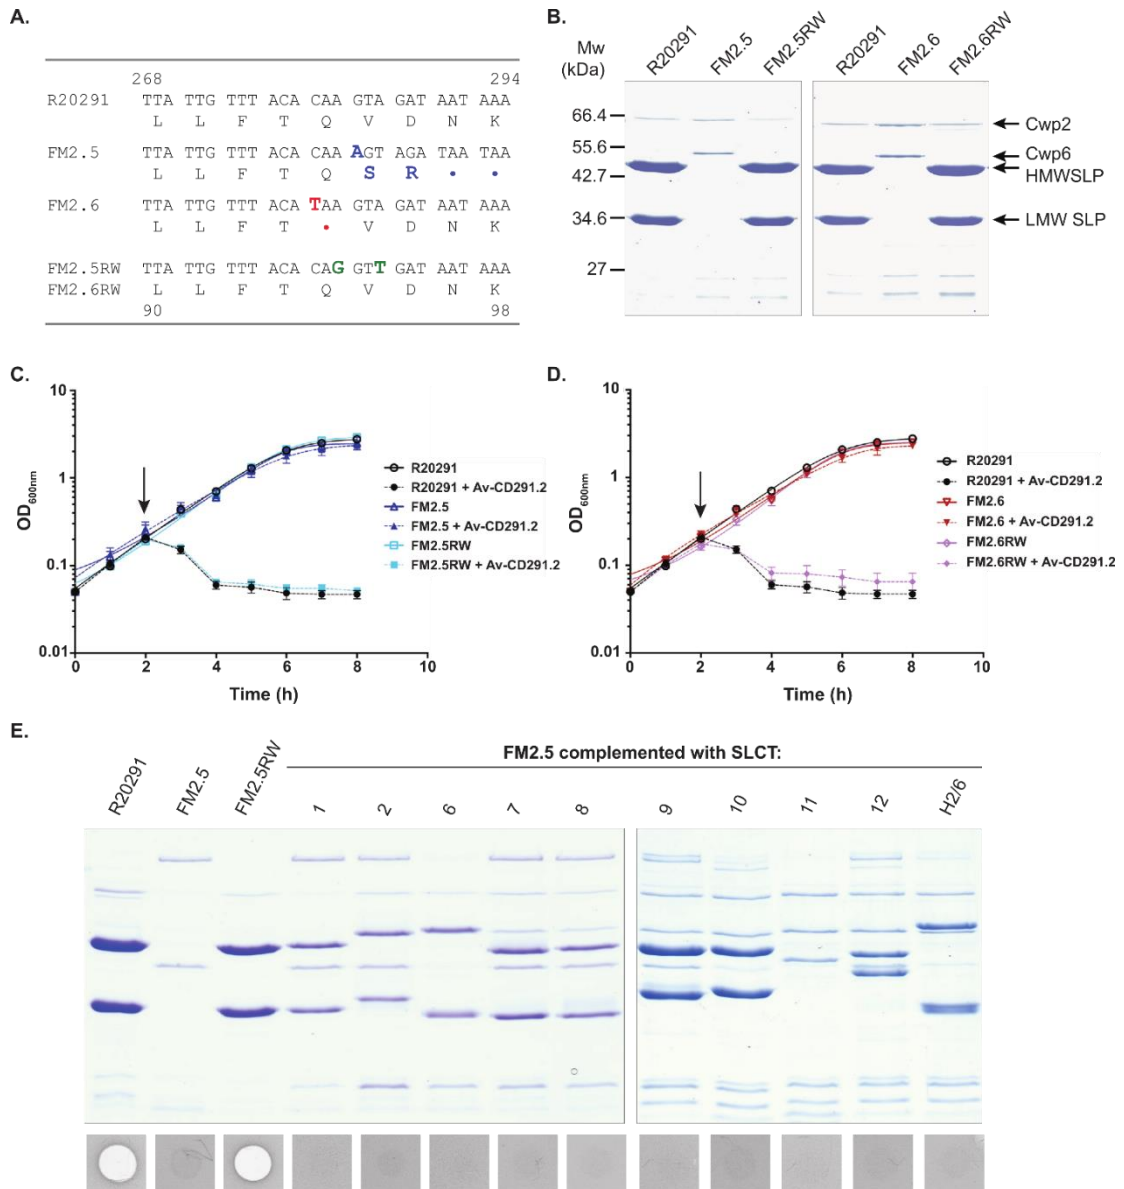 A.
268 294
R20291 TTA TTG TTT ACA CAA GTA GAT AAT AAA
L L F T Q V D N K
FM2.5 TTA TTG TTT ACA CAA AGT AGA TAA TAA
L L F T Q S R • •
FM2.6 TTA TTG TTT ACA TAA GTA GAT AAT AAA
L L F T • V D N K
FM2.5RW TTA TTG TTT ACA CAG GTT GAT AAT AAA
FM2.6RW L L F T Q V D N K
90 98
B.
Mw
(kDa)
R20291 FM2.5 FM2.5RW R20291 FM2.6 FM2.6RW
66.4
55.6
42.7
34.6
27
Cwp2
Cwp6
HMWSLP
LMW SLP
C.
10
1
0.1
0.01
OD600nm
0 2 4 6 8 10
Time (h)
R20291
R20291 + Av-CD291.2
FM2.5
FM2.5 + Av-CD291.2
FM2.5RW
FM2.5RW + Av-CD291.2
D.
10
1
0.1
0.01
OD600nm
0 2 4 6 8 10
Time (h)
R20291
R20291 + Av-CD291.2
FM2.6
FM2.6 + Av-CD291.2
FM2.6RW
FM2.6RW + Av-CD291.2
E.
FM2.5 complemented with SLCT:
R20291 FM2.5 FM2.5RW 1 2 6 7 8 9 10 11 12 H2/6